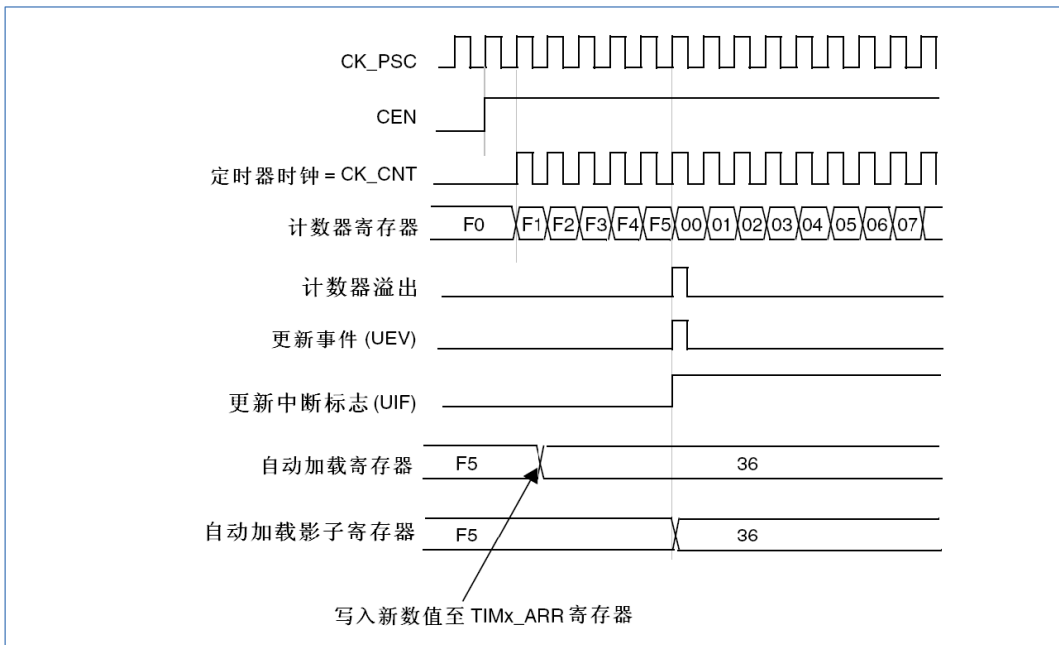 CK_PSC
CEN
定时器时钟 = CK_CNT
计数器寄存器 F0 F1 F2 F3 F4 F5 00 01 02 03 04 05 06 07
计数器溢出
更新事件 (UEV)
更新中断标志 (UIF)
自动加载寄存器 F5 36
自动加载影子寄存器 F5 36
写入新数值至 TIMx_ARR 寄存器